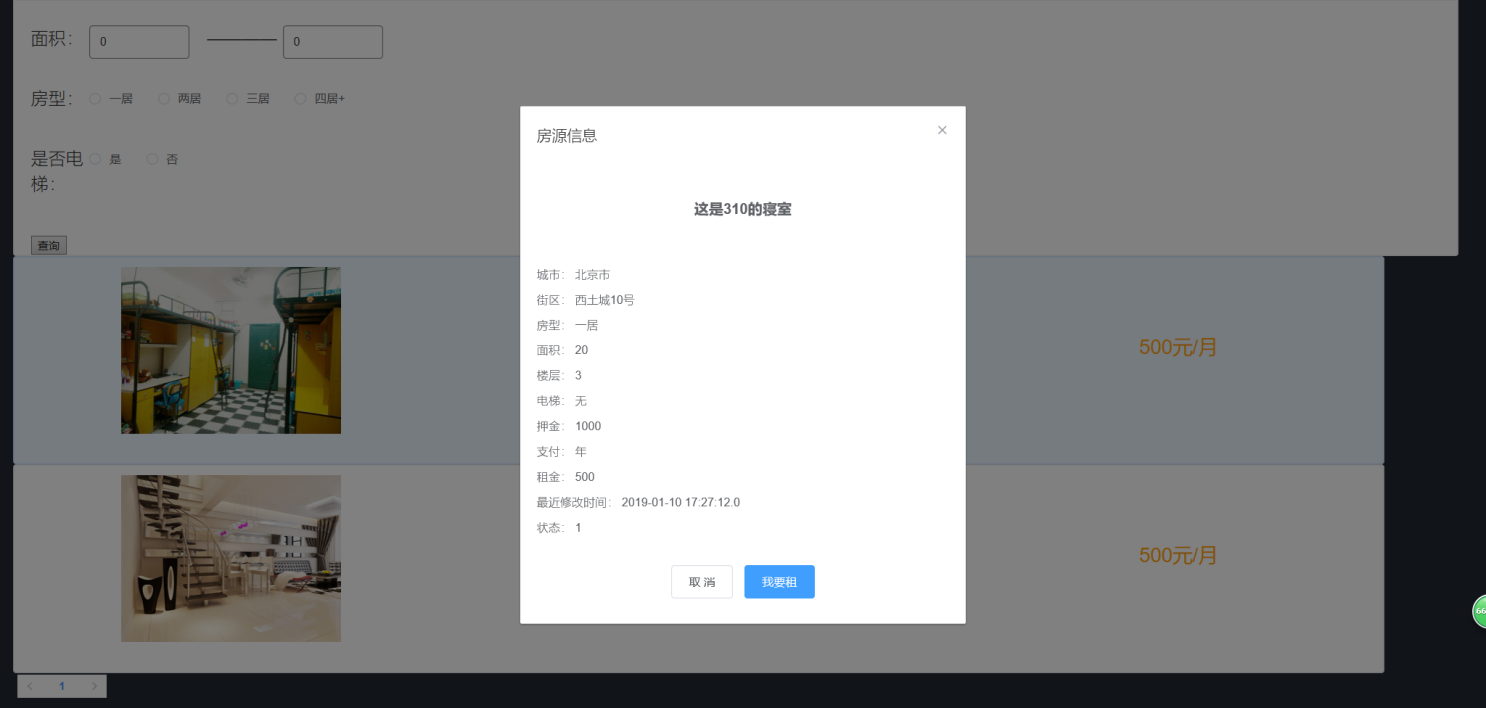 面积：
0
0
房型：
一居
两居
三居
四居+
是否电
梯：
是
否
查询
房源信息
这是310的寝室
城市： 北京市
街区： 西土城10号
房型： 一居
面积： 20
楼层： 3
电梯： 无
押金： 1000
支付： 年
租金： 500
最近修改时间： 2019-01-10 17:27:12.0
状态： 1
取 消
我要租
500元/月
500元/月
66
1